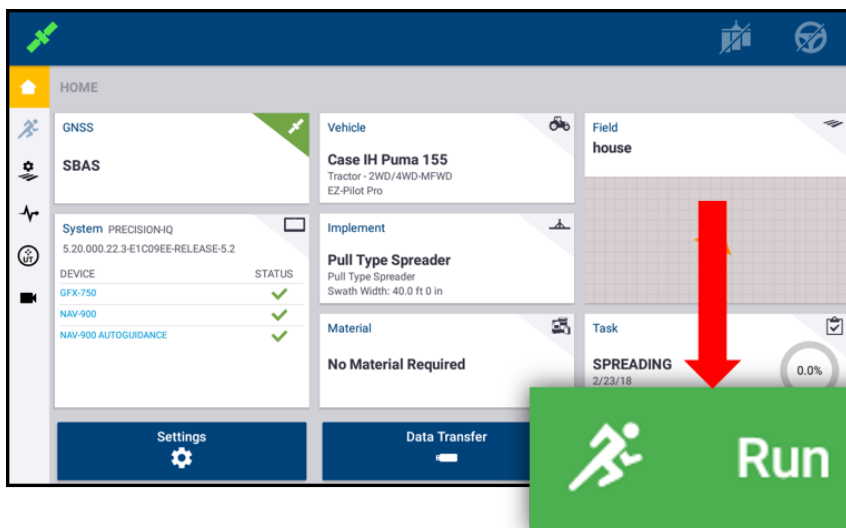 HOME
GNSS
SBAS
Vehicle
Case IH Puma 155
Tractor - 2WD/4WD-MFWD
EZ-Pilot Pro
Field
house
System PRECISION-IQ
5.20.000.22.3-E1C09EE-RELEASE-5.2
DEVICE STATUS
GFX-750
NAV-900
NAV-900 AUTOGUIDANCE
Implement
Pull Type Spreader
Pull Type Spreader
Swath Width: 40.0 ft 0 in
Material
No Material Required
Task
SPREADING
2/23/18
0.0%
Settings
Data Transfer
Run
UT